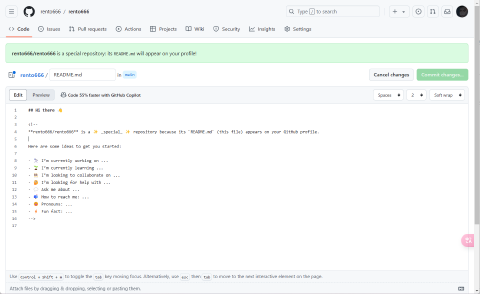 rento666 / rento666
Type / to search
Code Issues Pull requests Actions Projects Wiki Security Insights Settings
rento666/rento666 is a special repository: its README.md will appear on your profile!
rento666 / README.md in main Cancel changes Commit changes...
Edit Preview Code 55% faster with GitHub Copilot Spaces 2 Soft wrap
1 ## Hi there 👋
2
3 <!--
4 **rento666/rento666** is a ✨ _special_ ✨ repository because its `README.md` (this file) appears on your GitHub profile.
5
6 Here are some ideas to get you started:
7
8 - 🔭 I'm currently working on ...
9 - 🌱 I'm currently learning ...
10 - 👯 I'm looking to collaborate on ...
11 - 🤔 I'm looking for help with ...
12 - 💬 Ask me about ...
13 - 📫 How to reach me: ...
14 - 😄 Pronouns: ...
15 - ⚡ Fun fact: ...
16 -->
17
Use Control + Shift + m to toggle the tab key moving focus. Alternatively, use esc then tab to move to the next interactive element on the page.
Attach files by dragging & dropping, selecting or pasting them.